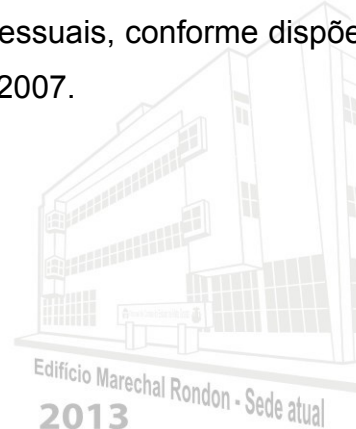 essuais, conforme dispõe
2007.
Edifício Marechal Rondon - Sede atual
2013